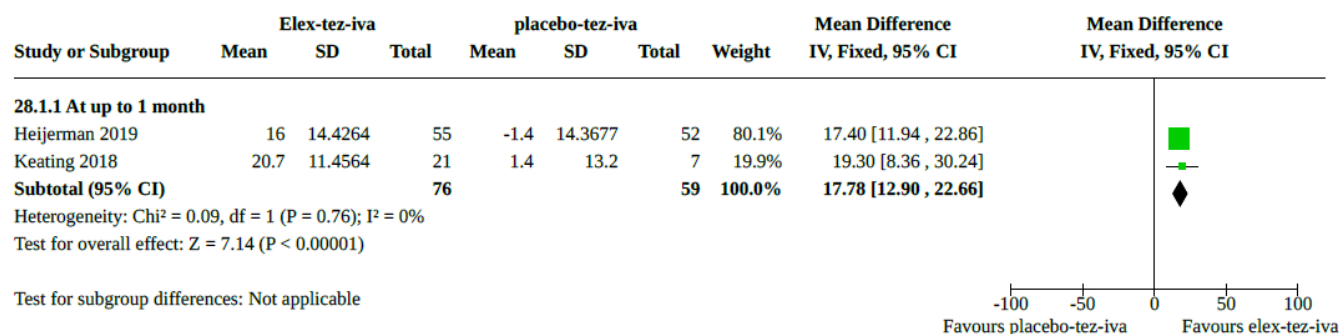 Elex-tez-iva placebo-tez-iva Mean Difference Mean Difference
Study or Subgroup Mean SD Total Mean SD Total Weight IV, Fixed, 95% CI IV, Fixed, 95% CI
28.1.1 At up to 1 month
Heijerman 2019 16 14.4264 55 -1.4 14.3677 52 80.1% 17.40 [11.94 , 22.86]
Keating 2018 20.7 11.4564 21 1.4 13.2 7 19.9% 19.30 [8.36 , 30.24]
Subtotal (95% CI) 76 59 100.0% 17.78 [12.90 , 22.66]
Heterogeneity: Chi² = 0.09, df = 1 (P = 0.76); I² = 0%
Test for overall effect: Z = 7.14 (P < 0.00001)
Test for subgroup differences: Not applicable
-100 -50 0 50 100
Favours placebo-tez-iva Favours elex-tez-iva